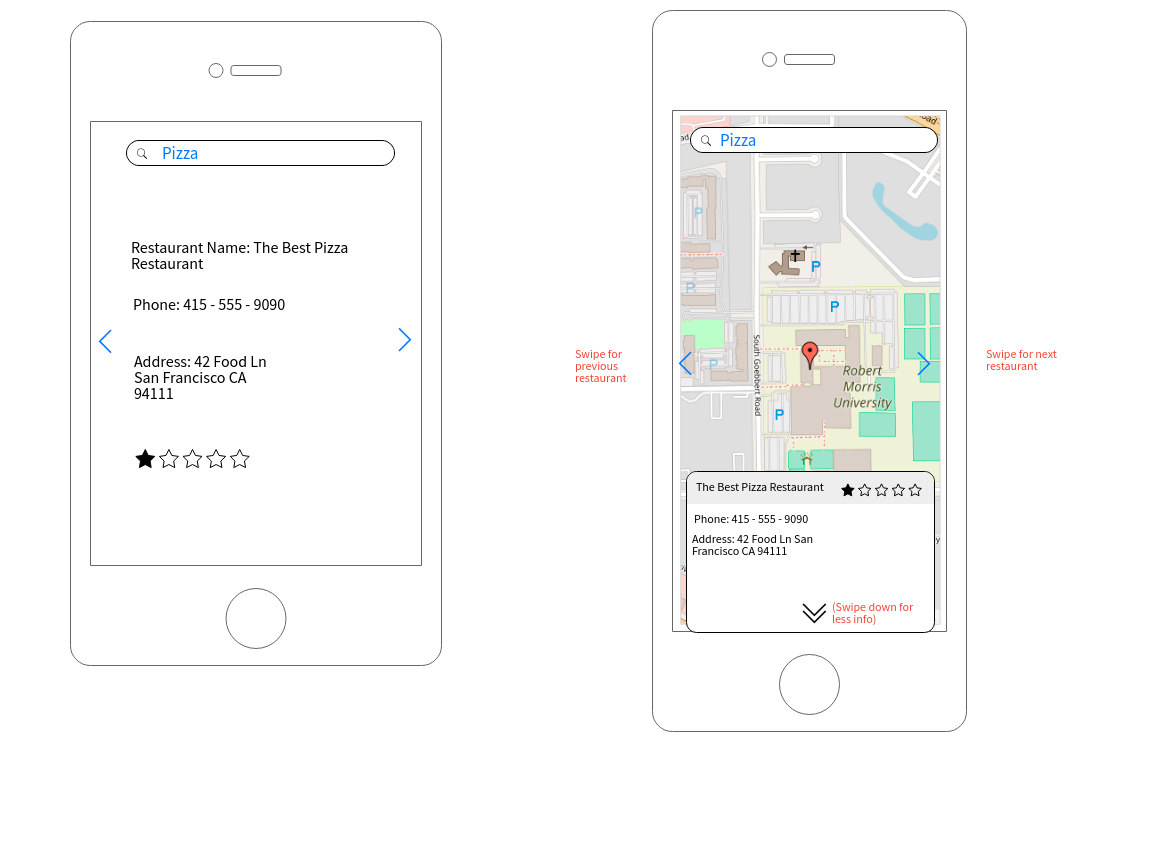 Pizza
Restaurant Name: The Best Pizza
Restaurant
Phone: 415 - 555 - 9090
Address: 42 Food Ln
San Francisco CA
94111
Swipe for
previous
restaurant
Pizza
P
P
P
P
P
P
South Goebbert Road
Robert
Morris
University
The Best Pizza Restaurant
Phone: 415 - 555 - 9090
Address: 42 Food Ln San
Francisco CA 94111
(Swipe down for
less info)
Swipe for next
restaurant